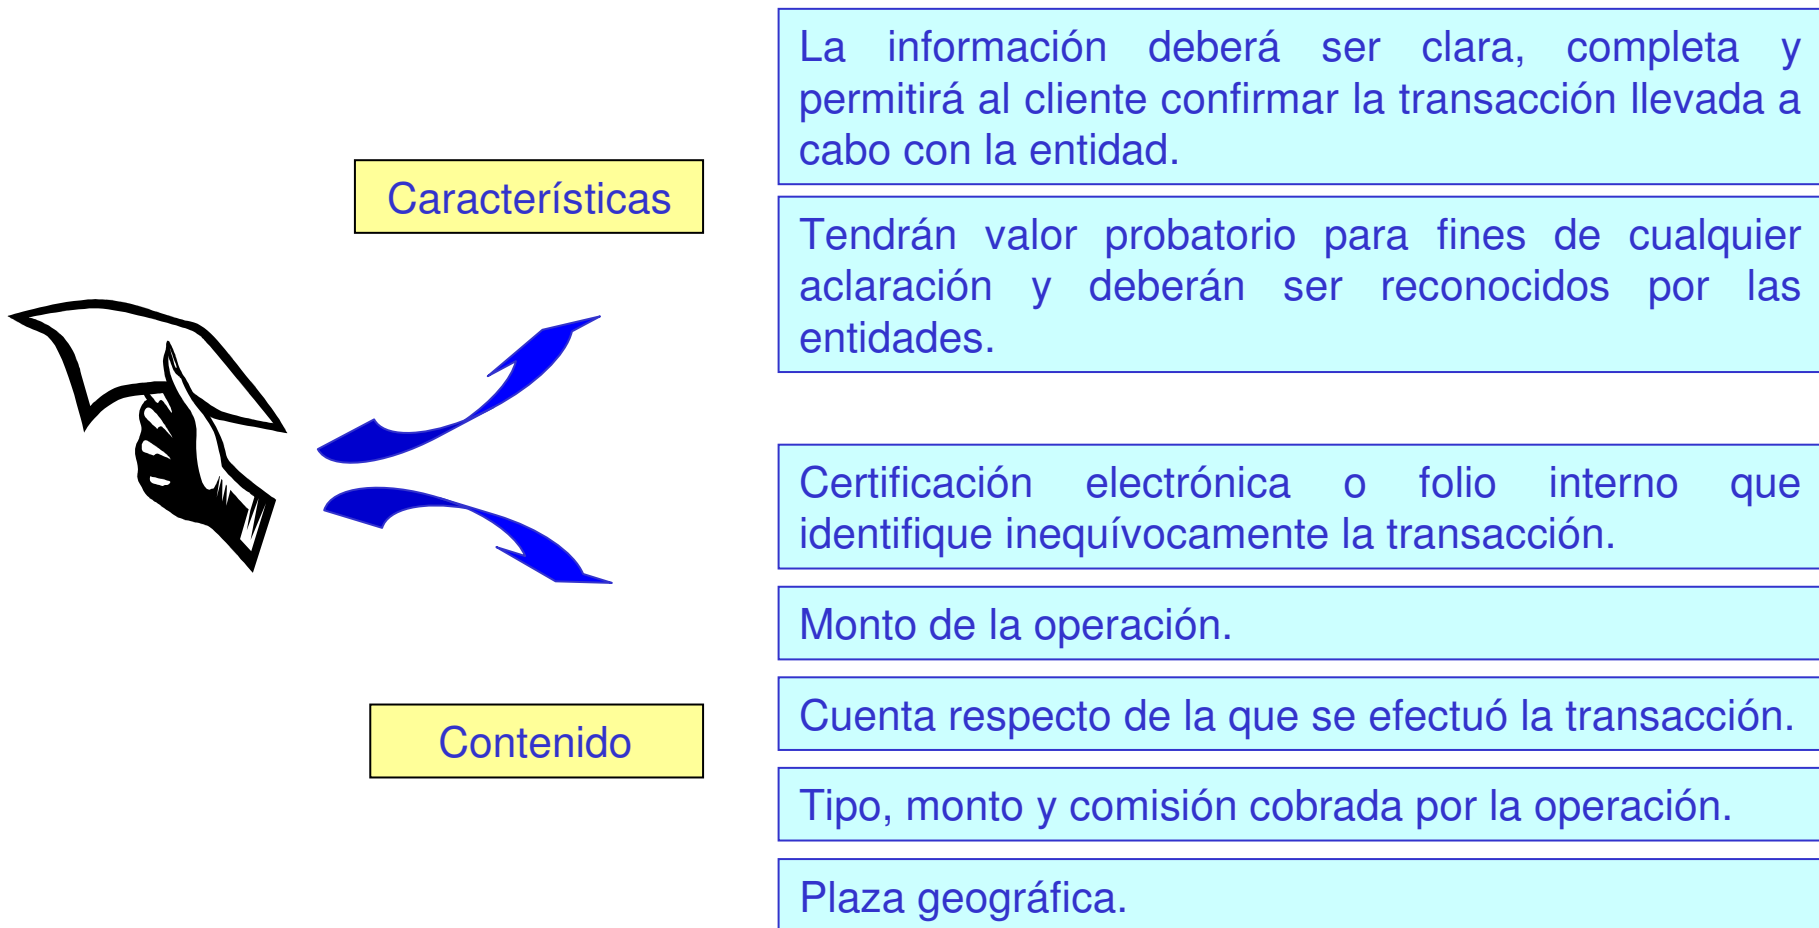 Características
La información deberá ser clara, completa y
permitirá al cliente confirmar la transacción llevada a
cabo con la entidad.
Tendrán valor probatorio para fines de cualquier
aclaración y deberán ser reconocidos por las
entidades.
Contenido
Certificación electrónica o folio interno que
identifique inequívocamente la transacción.
Monto de la operación.
Cuenta respecto de la que se efectuó la transacción.
Tipo, monto y comisión cobrada por la operación.
Plaza geográfica.